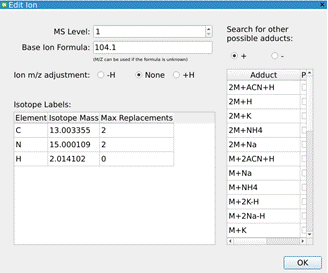 Edit Ion
MS Level: 1
Base Ion Formula: 104.1
(M/Z can be used if the formula is unknown)
Ion m/z adjustment: -H None +H
Isotope Labels:
Element Isotope Mass Max Replacements
C 13.003355 2
N 15.000109 2
H 2.014102 0
Search for other
possible adducts:
+ -
Adduct P
2M+ACN+H
2M+H
2M+K
2M+NH4
2M+Na
M+2ACN+H
M+Na
M+NH4
M+2K-H
M+2Na-H
M+K
OK